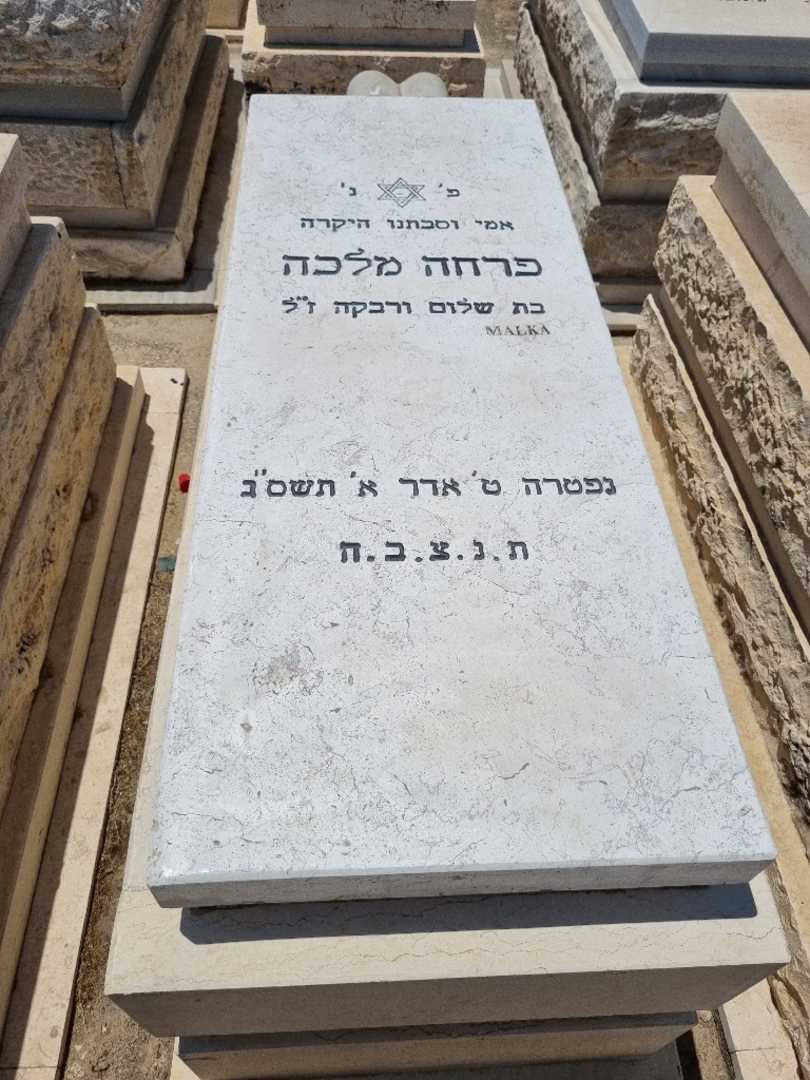 פ' נ'
אמי וסבתנו היקרה
פרחה מלכה
בת שלום ורבקה ז"ל
MALKA
נפטרה ט' אדר א' תשס"ג
ת.נ.צ.ב.ה